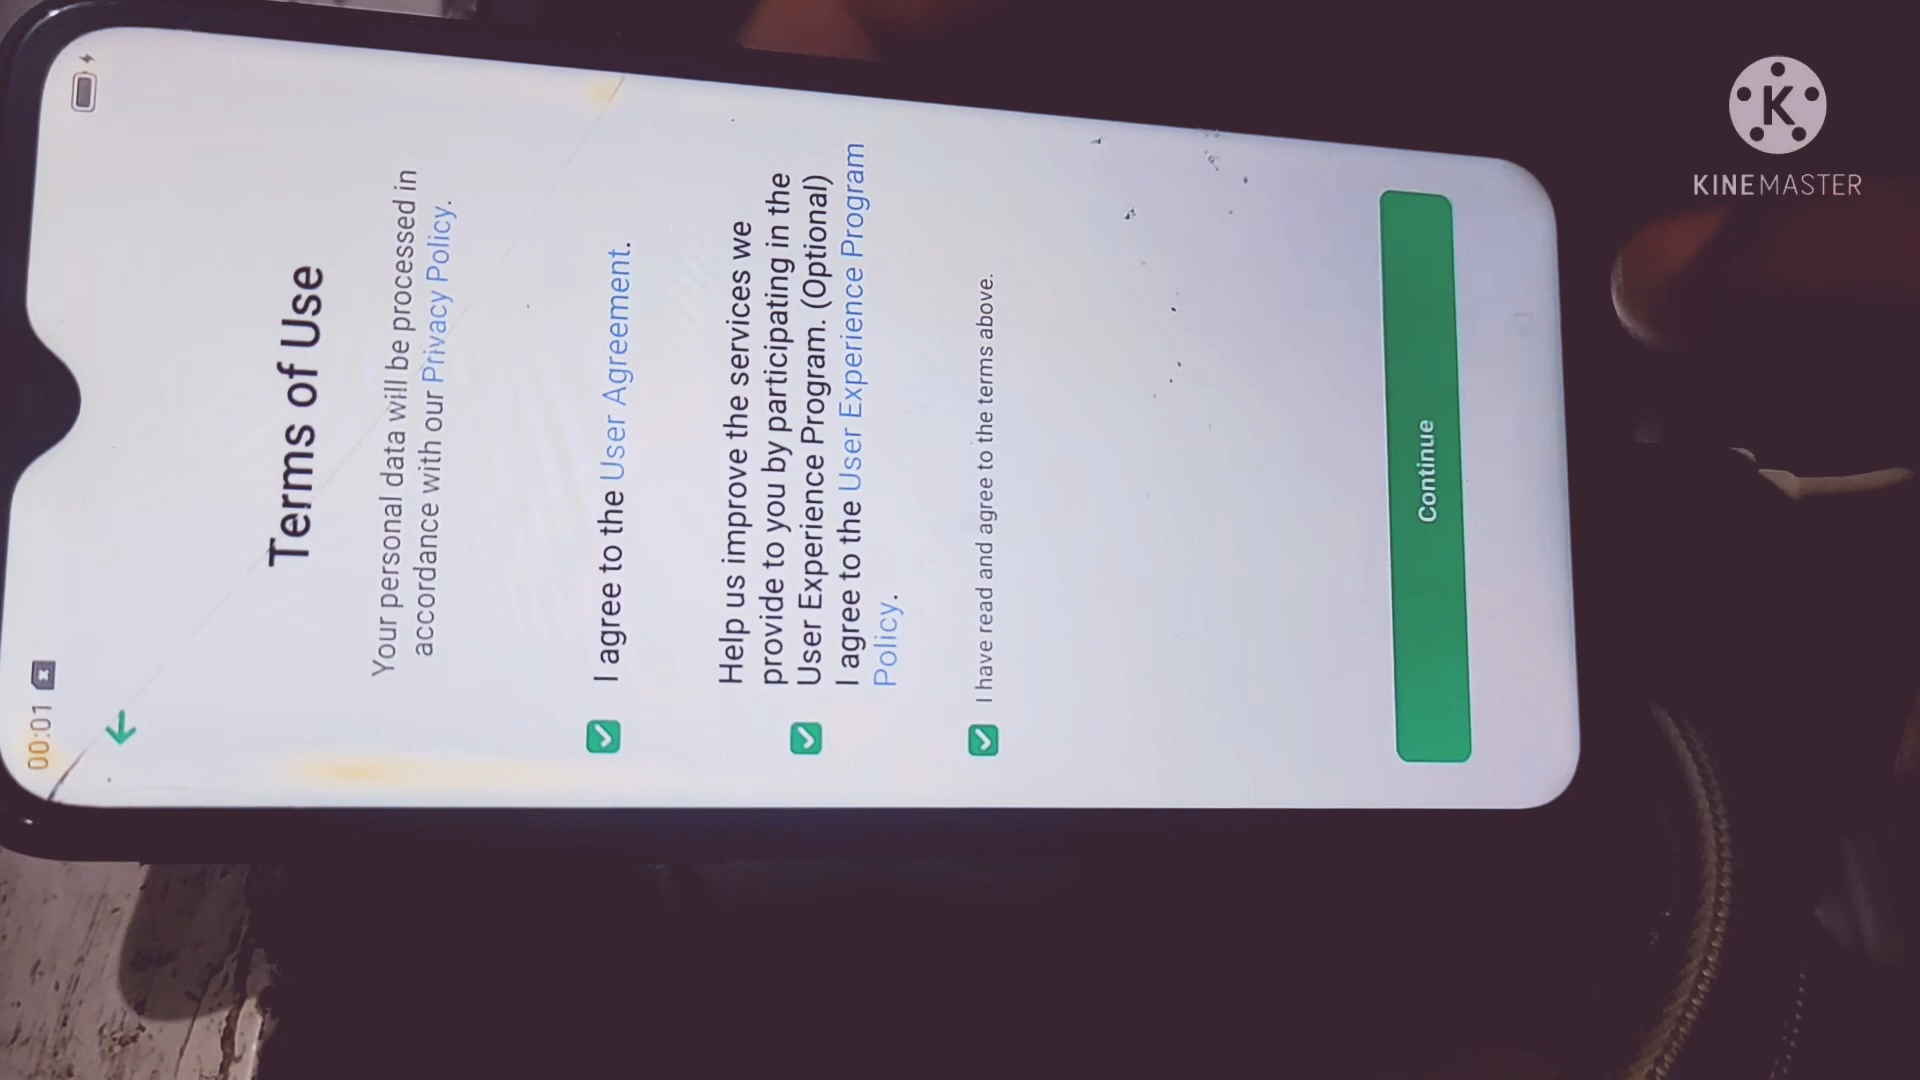 00:01
Terms of Use
Your personal data will be processed in
accordance with our Privacy Policy.
I agree to the User Agreement.
Help us improve the services we
provide to you by participating in the
User Experience Program. (Optional)
I agree to the User Experience Program
Policy.
I have read and agree to the terms above.
Continue
K
KINEMASTER